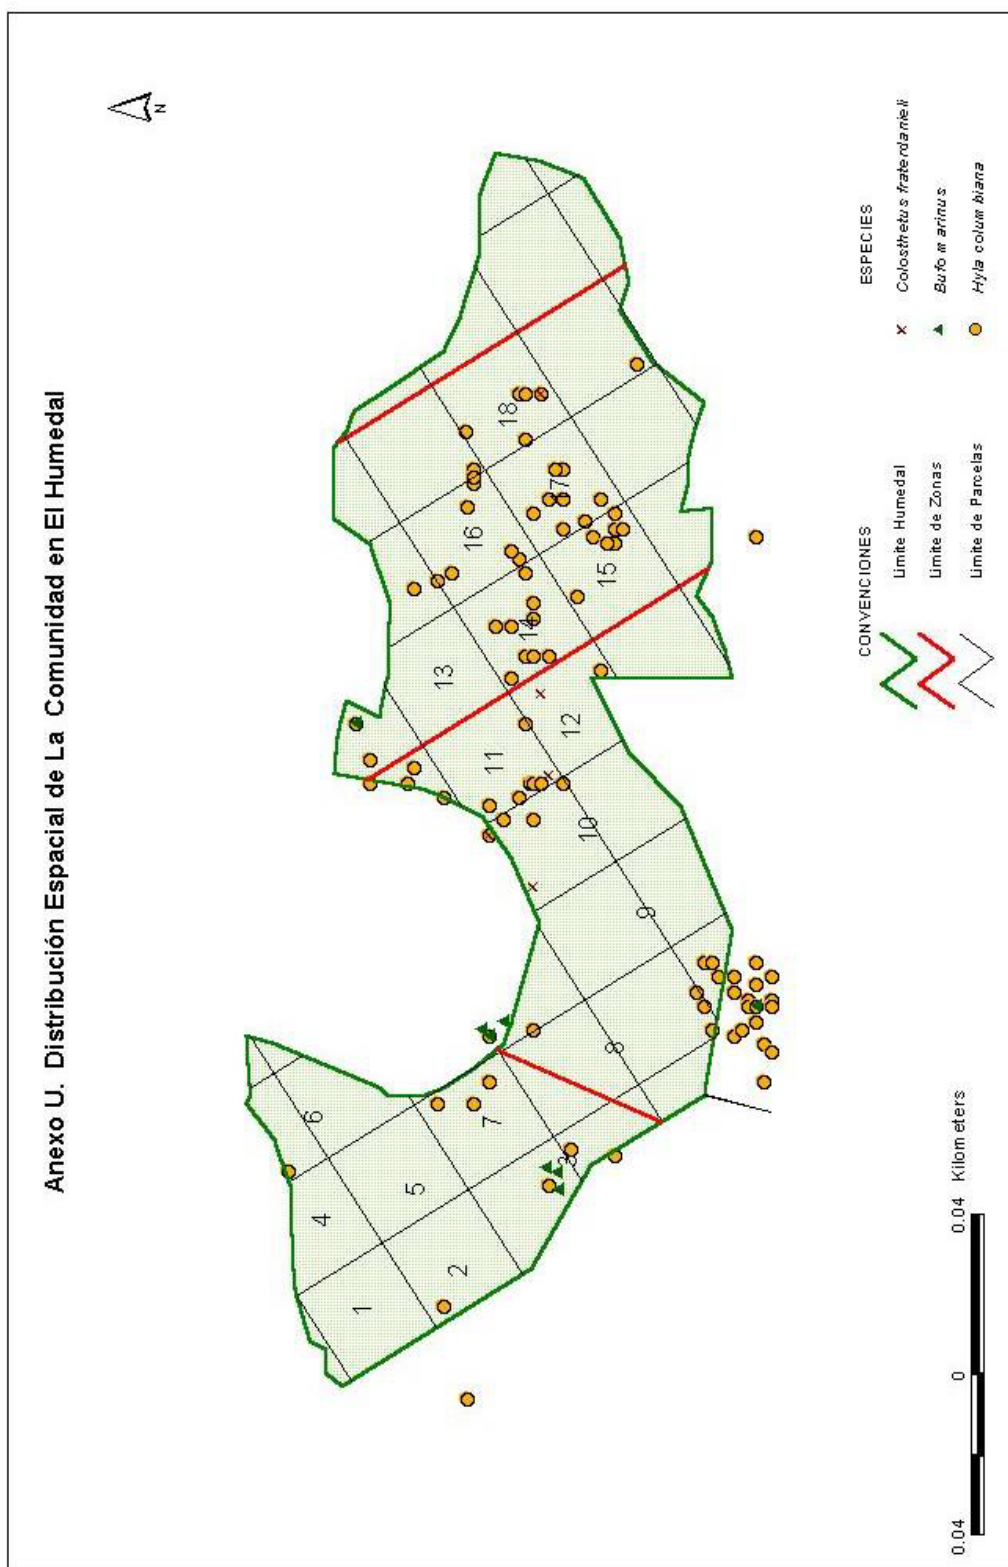 Anexo U. Distribución Espacial de La Comunidad en El Humedal
N
1
2
3
4
5
6
7
8
9
10
11
12
13
14
15
16
17
18
CONVENCIONES
Limite Humedal
Limite de Zonas
Limite de Parcelas
ESPECIES
Colosthetus fraterdanieli
Bufo marinus
Hyla columbiana
0.04 0 0.04 Kilometers